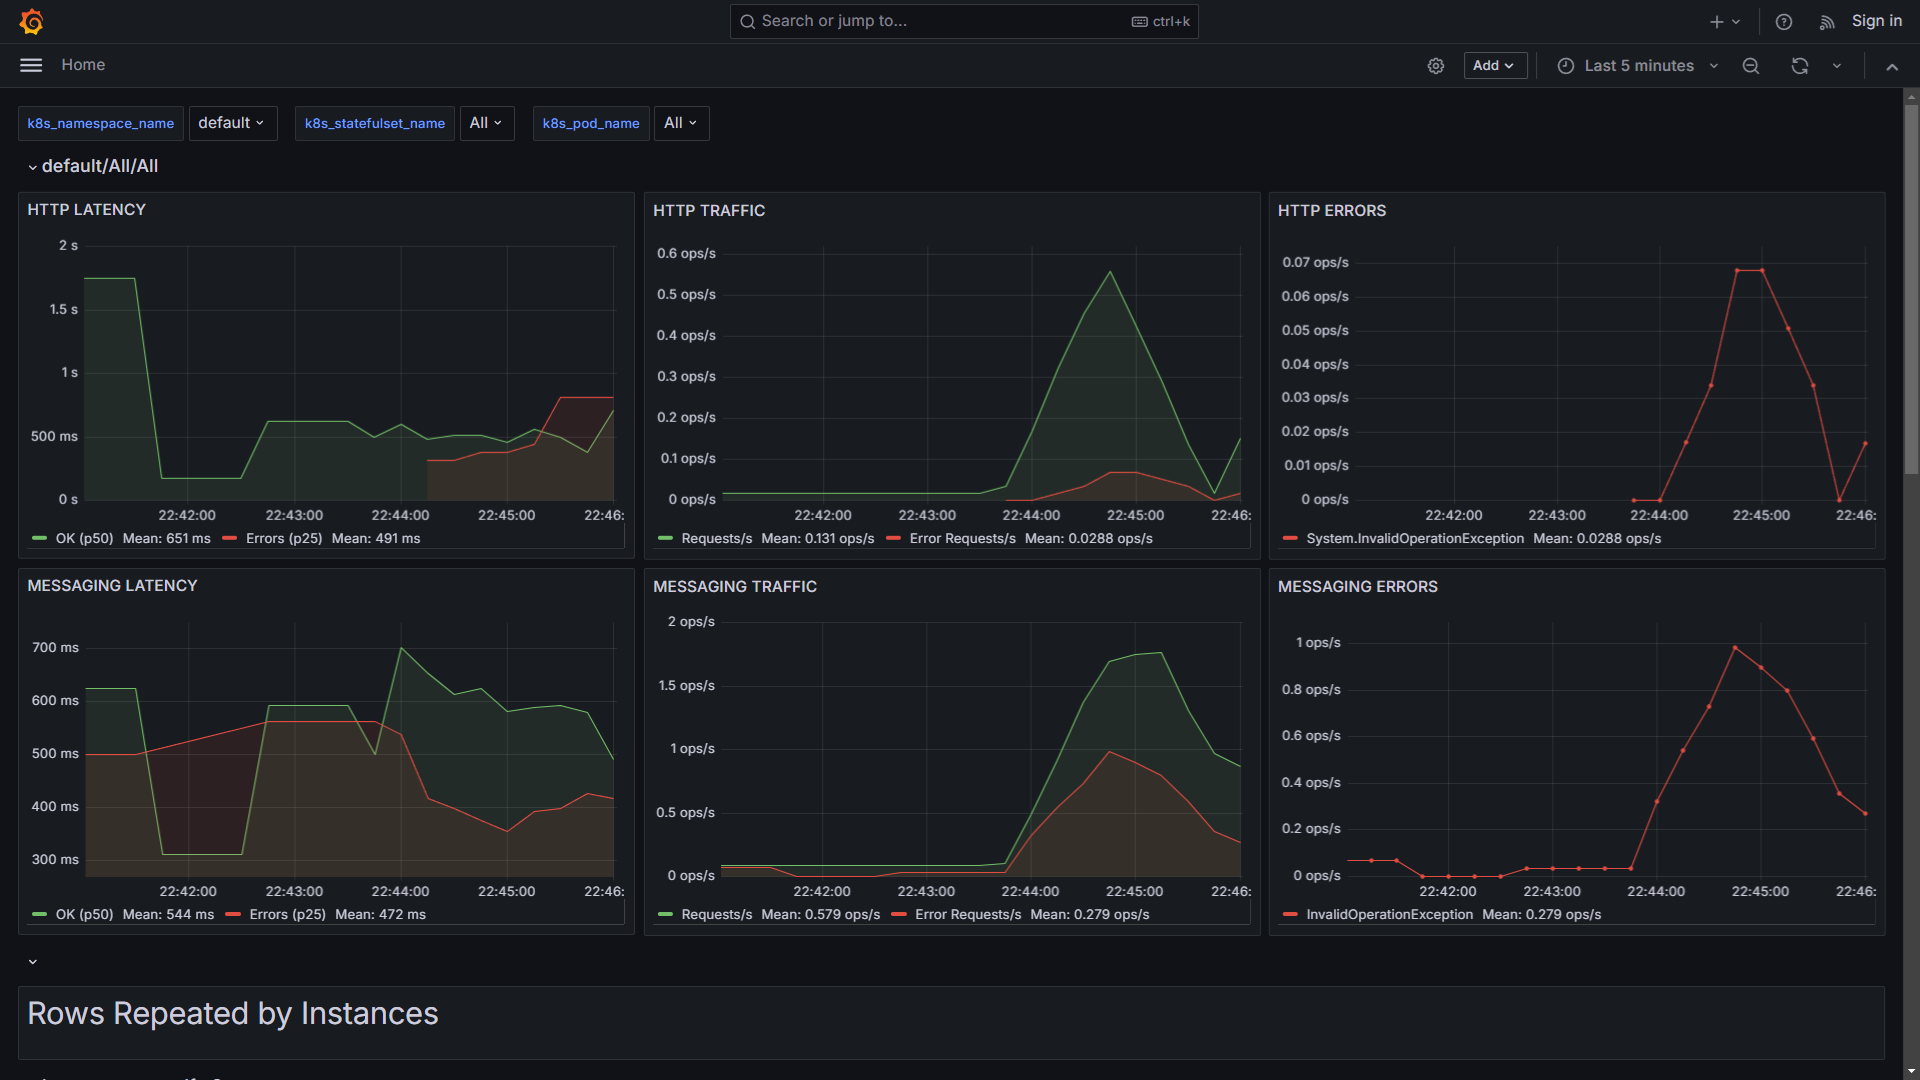 Search or jump to...
ctrl+k
Sign in
Home
Add
Last 5 minutes
k8s_namespace_name
default
k8s_statefulset_name
All
k8s_pod_name
All
default/All/All
HTTP LATENCY
2 s
1.5 s
1 s
500 ms
0 s
22:42:00
22:43:00
22:44:00
22:45:00
22:46:
OK (p50) Mean: 651 ms
Errors (p25) Mean: 491 ms
HTTP TRAFFIC
0.6 ops/s
0.5 ops/s
0.4 ops/s
0.3 ops/s
0.2 ops/s
0.1 ops/s
0 ops/s
22:42:00
22:43:00
22:44:00
22:45:00
22:46:
Requests/s Mean: 0.131 ops/s
Error Requests/s Mean: 0.0288 ops/s
HTTP ERRORS
0.07 ops/s
0.06 ops/s
0.05 ops/s
0.04 ops/s
0.03 ops/s
0.02 ops/s
0.01 ops/s
0 ops/s
22:42:00
22:43:00
22:44:00
22:45:00
22:46:
System.InvalidOperationException Mean: 0.0288 ops/s
MESSAGING LATENCY
700 ms
600 ms
500 ms
400 ms
300 ms
22:42:00
22:43:00
22:44:00
22:45:00
22:46:
OK (p50) Mean: 544 ms
Errors (p25) Mean: 472 ms
MESSAGING TRAFFIC
2 ops/s
1.5 ops/s
1 ops/s
0.5 ops/s
0 ops/s
22:42:00
22:43:00
22:44:00
22:45:00
22:46:
Requests/s Mean: 0.579 ops/s
Error Requests/s Mean: 0.279 ops/s
MESSAGING ERRORS
1 ops/s
0.8 ops/s
0.6 ops/s
0.4 ops/s
0.2 ops/s
0 ops/s
22:42:00
22:43:00
22:44:00
22:45:00
22:46:
InvalidOperationException Mean: 0.279 ops/s
Rows Repeated by Instances